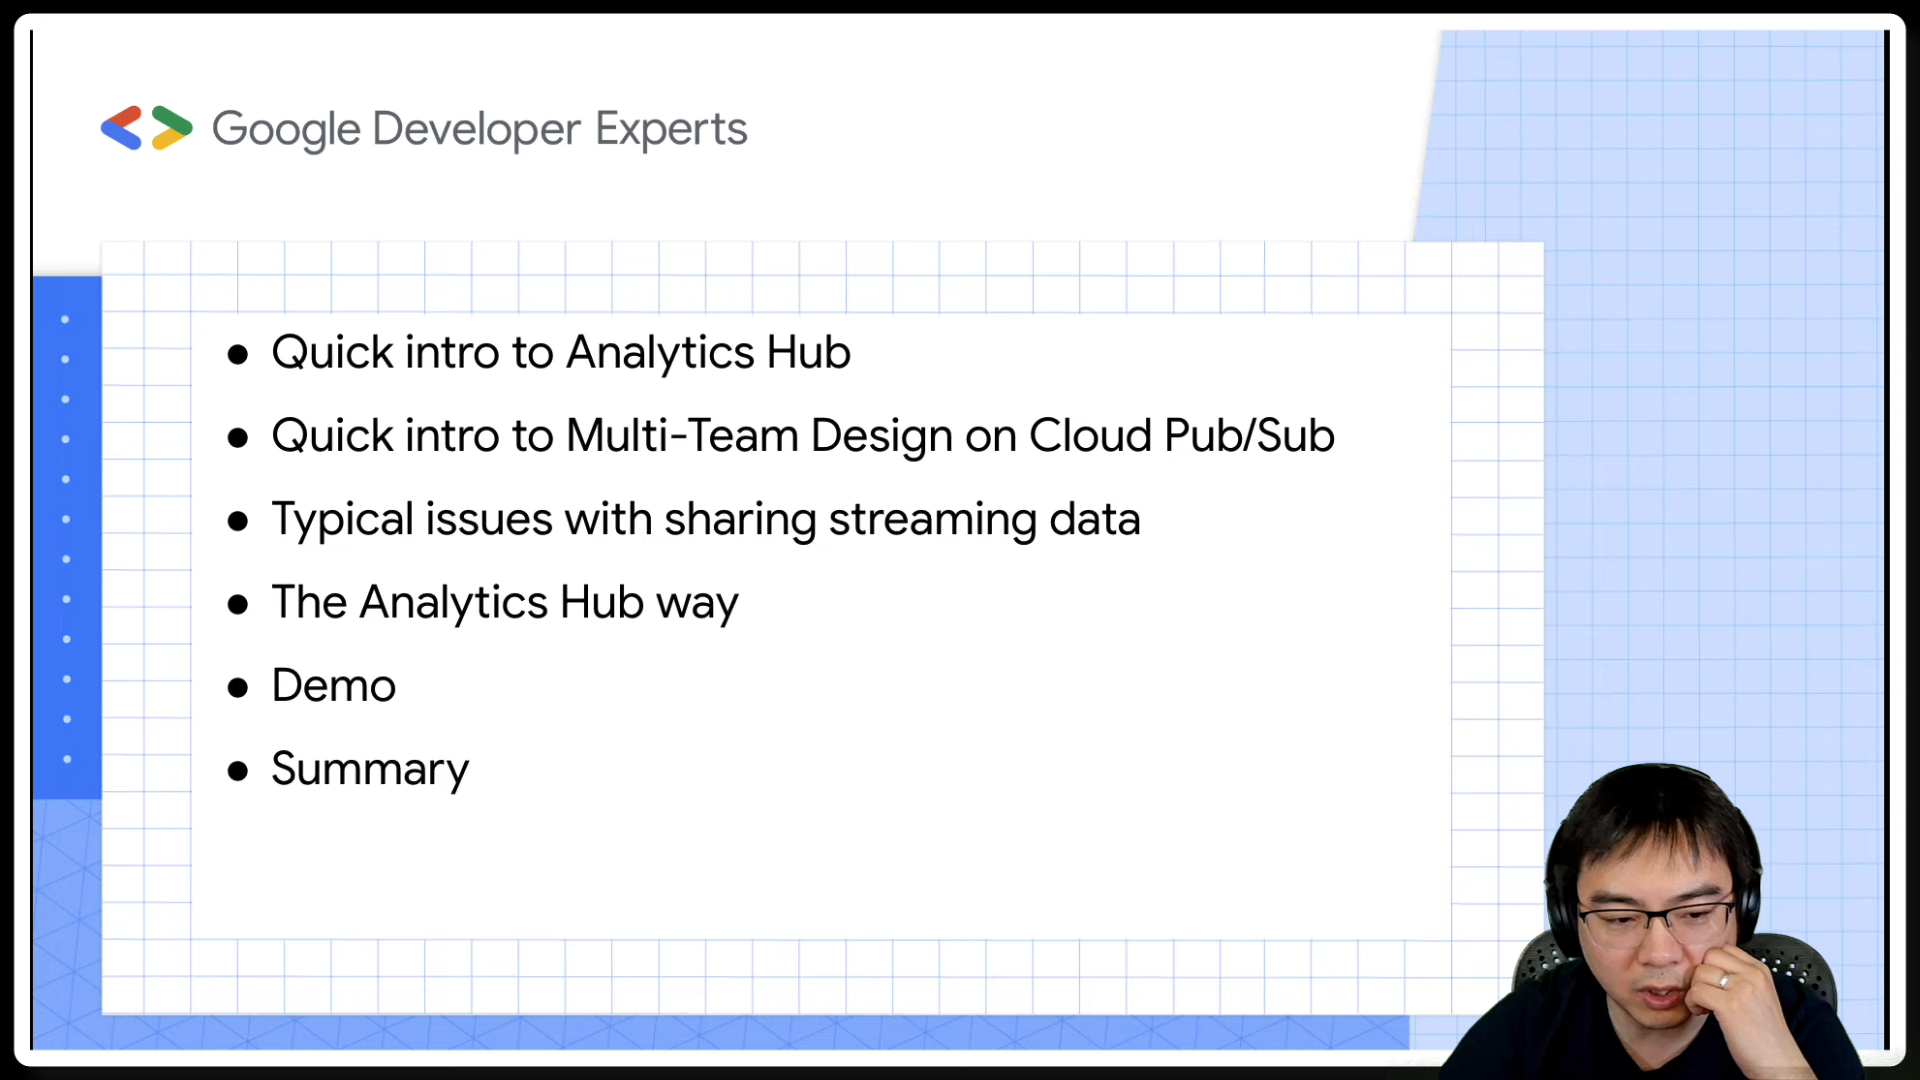 Google Developer Experts
● Quick intro to Analytics Hub
● Quick intro to Multi-Team Design on Cloud Pub/Sub
● Typical issues with sharing streaming data
● The Analytics Hub way
● Demo
● Summary